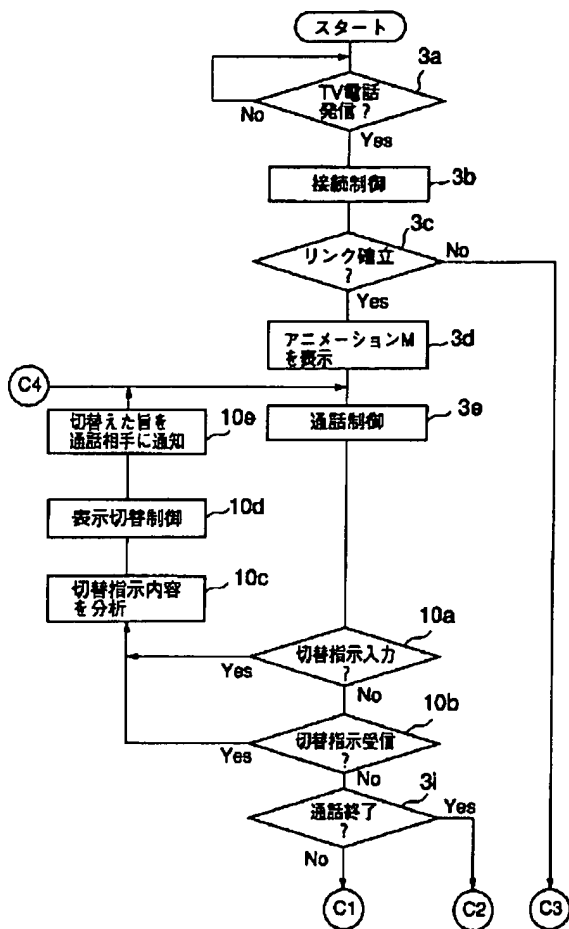 スタート
3a
TV電話
発信?
No
Yes
接続制御
3b
3c
リンク確立
?
No
Yes
アニメーションM
を表示
3d
C4
通話制御
3e
切替えた旨を
通話相手に通知
10e
表示切替制御
10d
切替指示内容
を分析
10c
10a
切替指示入力
?
Yes
No
10b
切替指示受信
?
Yes
No
3i
通話終了
?
Yes
No
C1
C2
C3